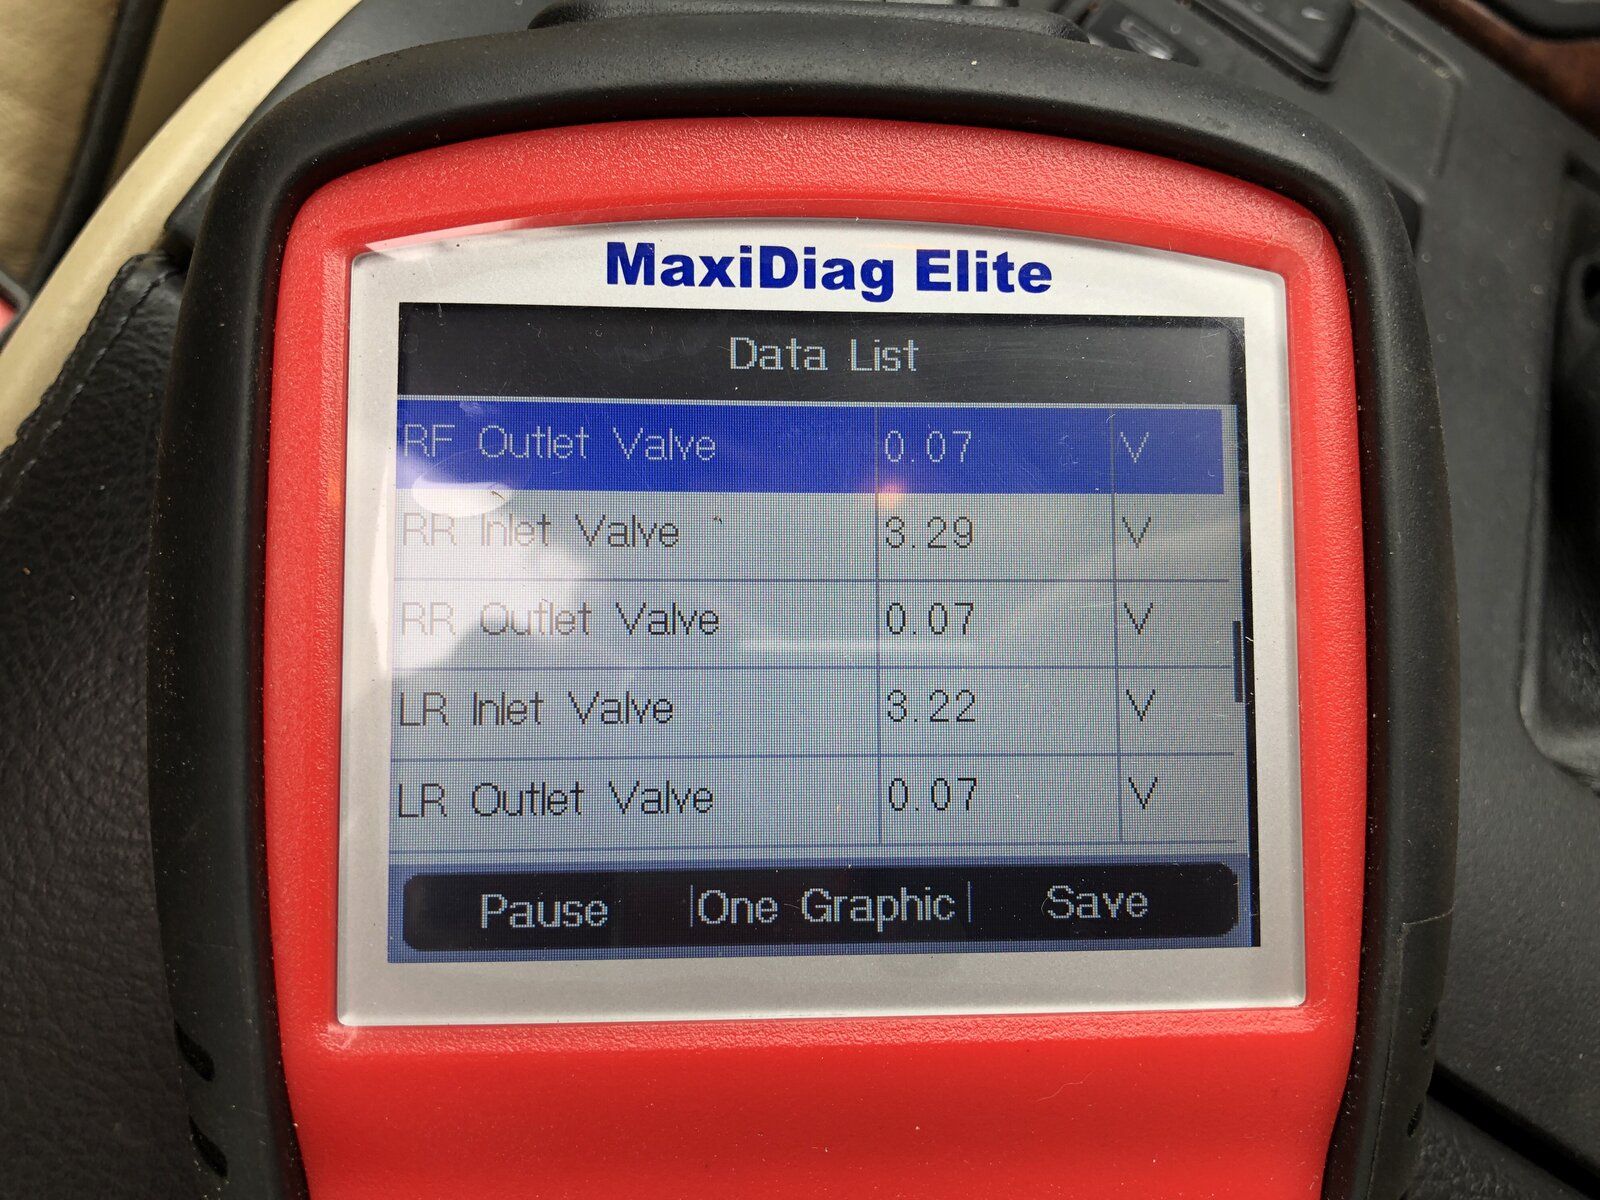 MaxiDiag Elite
Data List
RF Outlet Valve 0.07 V
RR Inlet Valve 3.29 V
RR Outlet Valve 0.07 V
LR Inlet Valve 3.22 V
LR Outlet Valve 0.07 V
Pause One Graphic Save